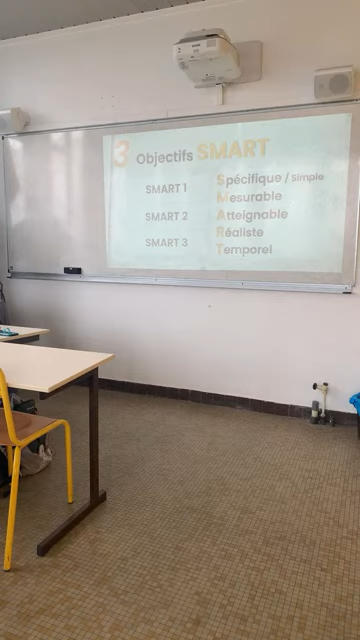 3 Objectifs SMART
SMART 1
SMART 2
SMART 3
Spécifique / Simple
Mesurable
Atteignable
Réaliste
Temporel